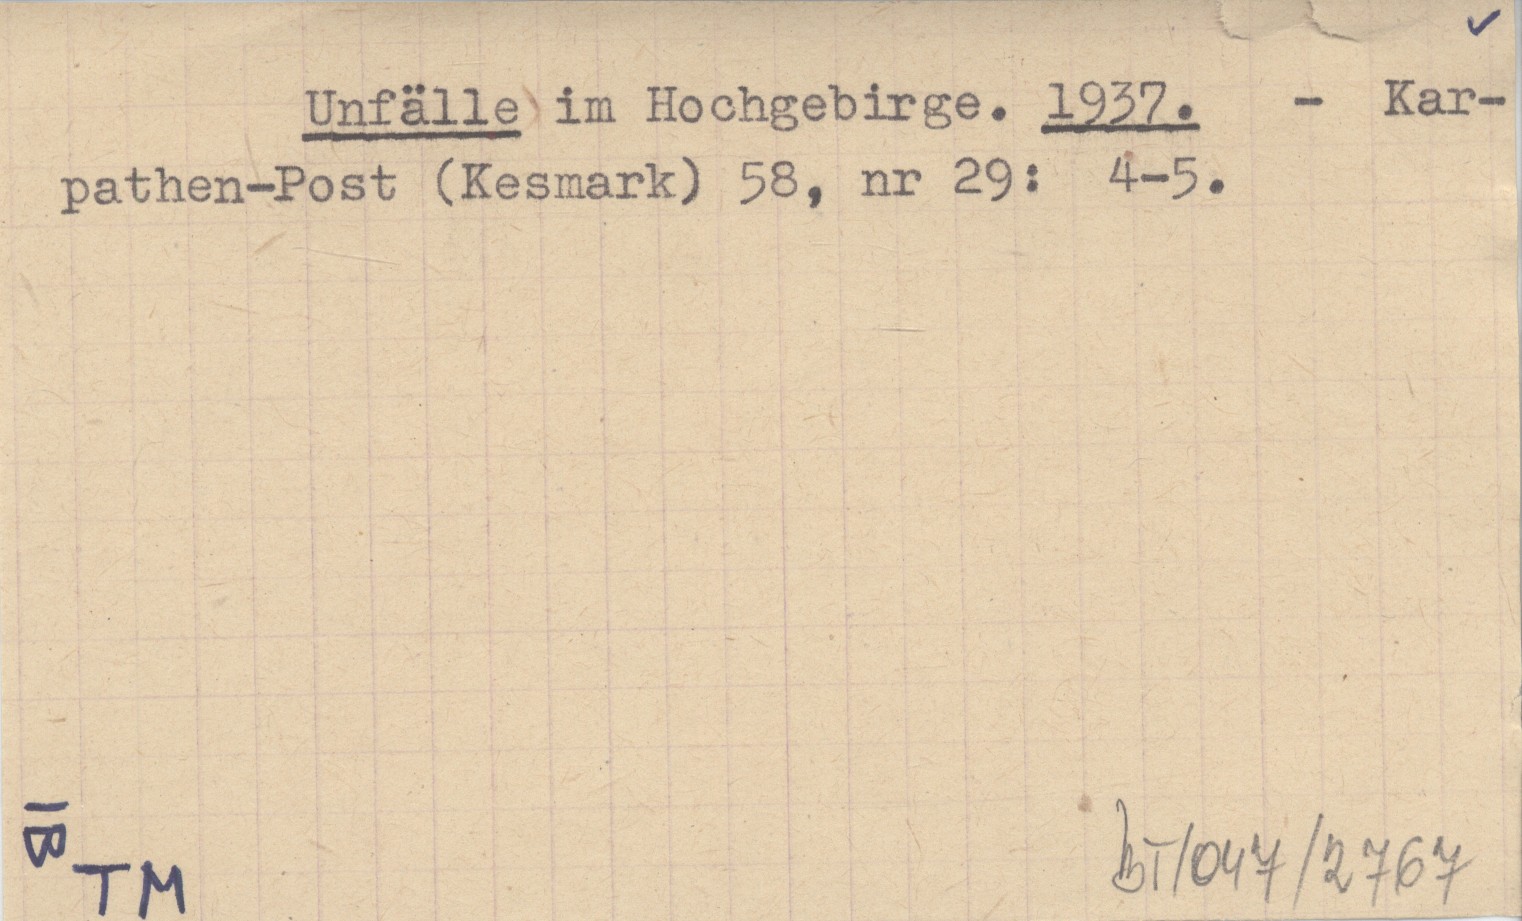 Unfälle im Hochgebirge. 1937. - Kar-
pathen-Post (Kesmark) 58, nr 29: 4-5.
IB
TM
BT/047/2767